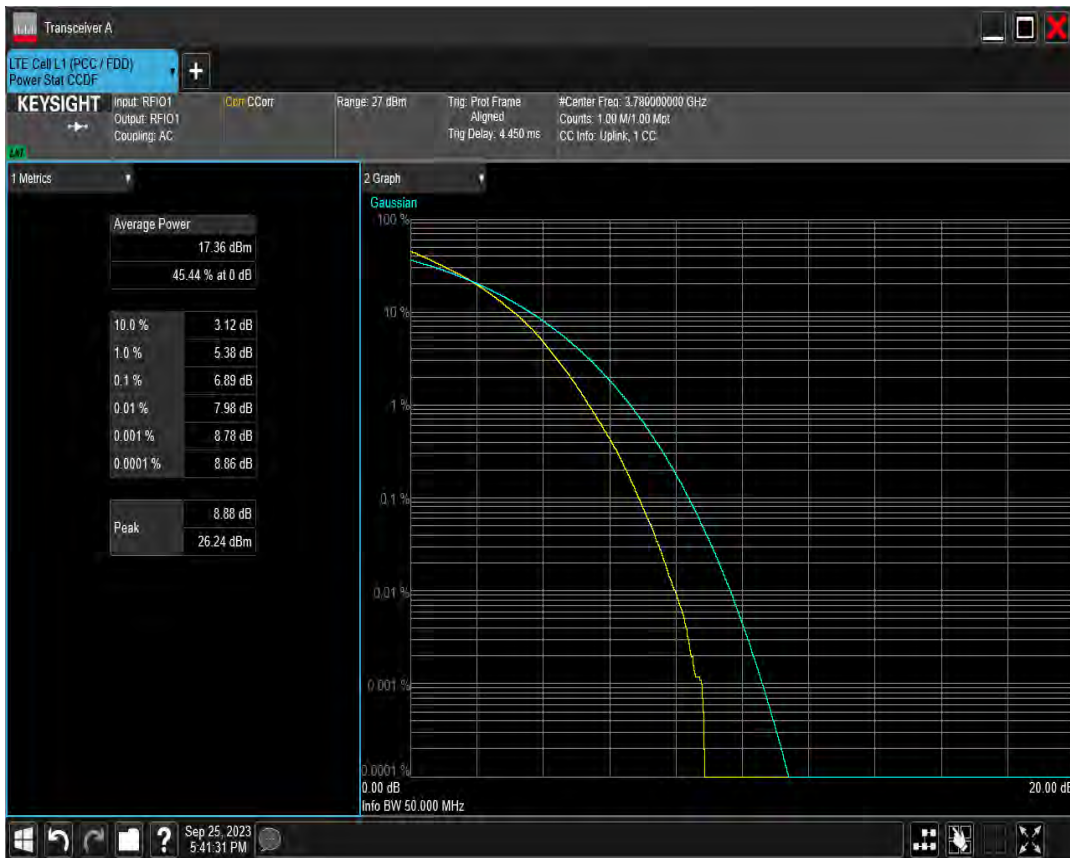 Transceiver A
LTE Cell L1 (PCC / FDD)
Power Stat CCDF
+
KEYSIGHT
Input: RFIO1
Output: RFIO1
Coupling: AC
Corr CCorr
Range: 27 dBm
Trig: Prot Frame
Aligned
Trig Delay: 4.450 ms
#Center Freq: 3.780000000 GHz
Counts: 1.00 M/1.00 Mpt
CC Info: Uplink, 1 CC
LXI
1 Metrics
Average Power
17.36 dBm
45.44 % at 0 dB
10.0 % 3.12 dB
1.0 % 5.38 dB
0.1 % 6.89 dB
0.01 % 7.98 dB
0.001 % 8.78 dB
0.0001 % 8.86 dB
Peak
8.88 dB
26.24 dBm
2 Graph
Gaussian
100 %
10 %
1 %
0.1 %
0.01 %
0.001 %
0.0001 %
0.00 dB 20.00 dB
Info BW 50.000 MHz
?
Sep 25, 2023
5:41:31 PM